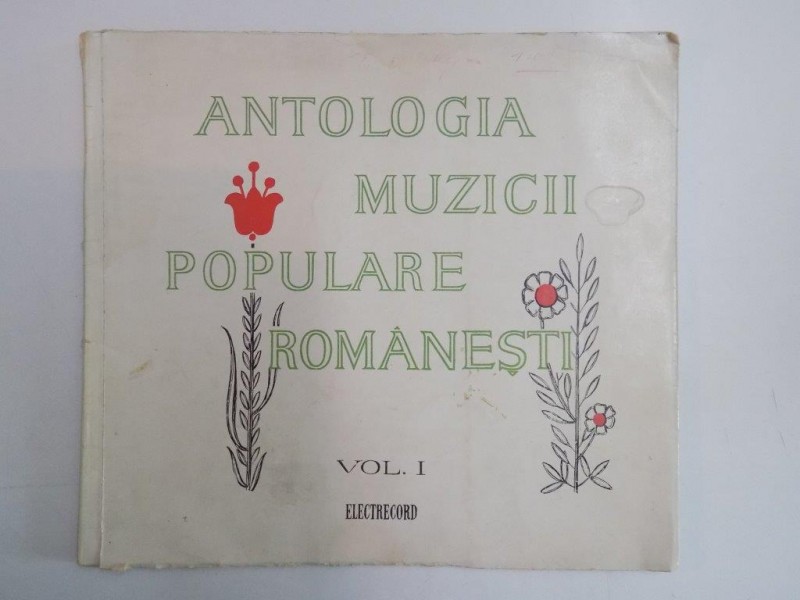 ANTOLOGIA
MUZICII
POPULARE
ROMÂNEȘTI
VOL. I
ELECTRECORD